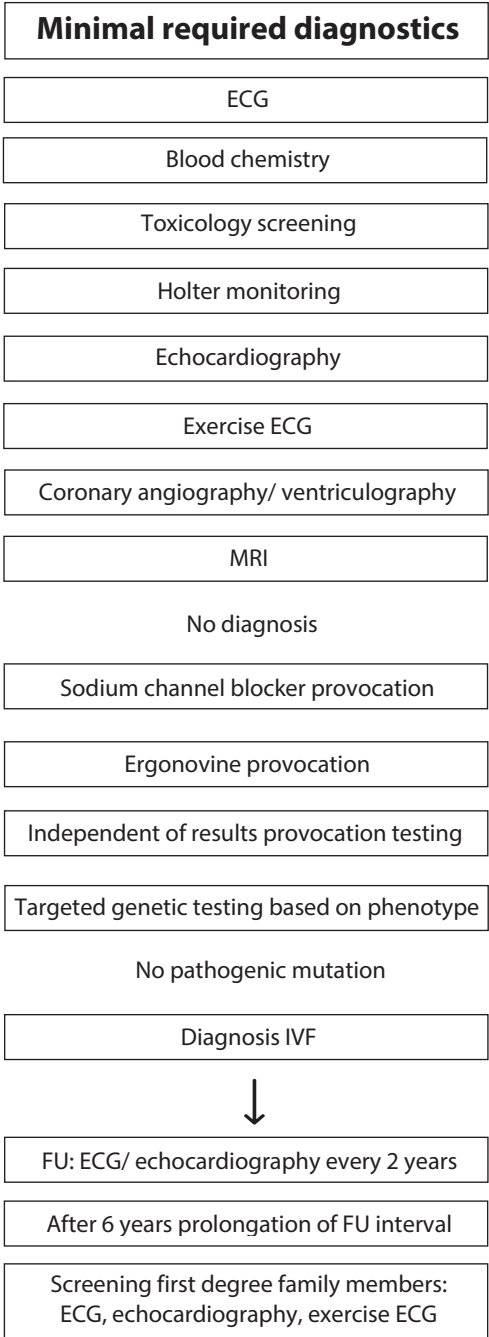 Minimal required diagnostics
ECG
Blood chemistry
Toxicology screening
Holter monitoring
Echocardiography
Exercise ECG
Coronary angiography/ ventriculography
MRI
No diagnosis
Sodium channel blocker provocation
Ergonovine provocation
Independent of results provocation testing
Targeted genetic testing based on phenotype
No pathogenic mutation
Diagnosis IVF
FU: ECG/ echocardiography every 2 years
After 6 years prolongation of FU interval
Screening first degree family members:
ECG, echocardiography, exercise ECG